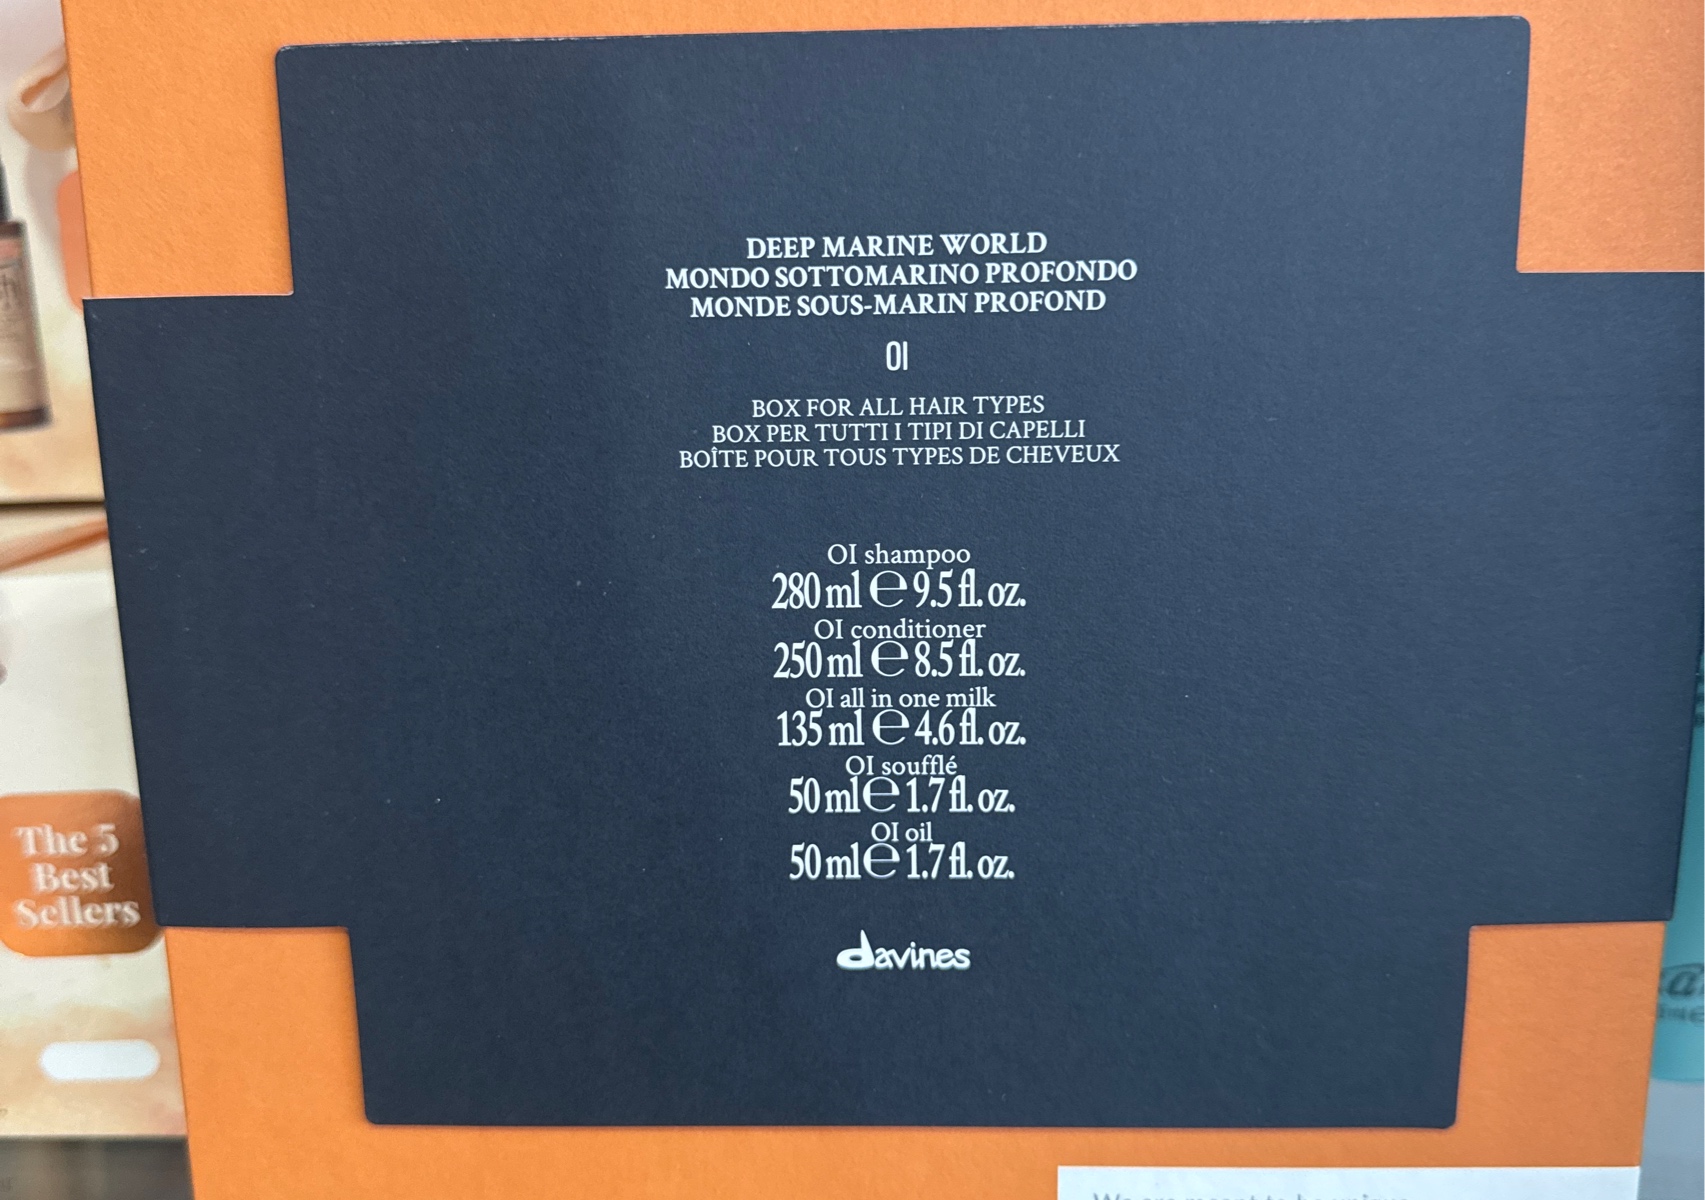 DEEP MARINE WORLD
MONDO SOTTOMARINO PROFONDO
MONDE SOUS-MARIN PROFOND
OI
BOX FOR ALL HAIR TYPES
BOX PER TUTTI I TIPI DI CAPELLI
BOÎTE POUR TOUS TYPES DE CHEVEUX
OI shampoo
280 ml ℮ 9.5 fl. oz.
OI conditioner
250 ml ℮ 8.5 fl. oz.
OI all in one milk
135 ml ℮ 4.6 fl. oz.
OI soufflé
50 ml ℮ 1.7 fl. oz.
OI oil
50 ml ℮ 1.7 fl. oz.
davines
The 5
Best
Sellers